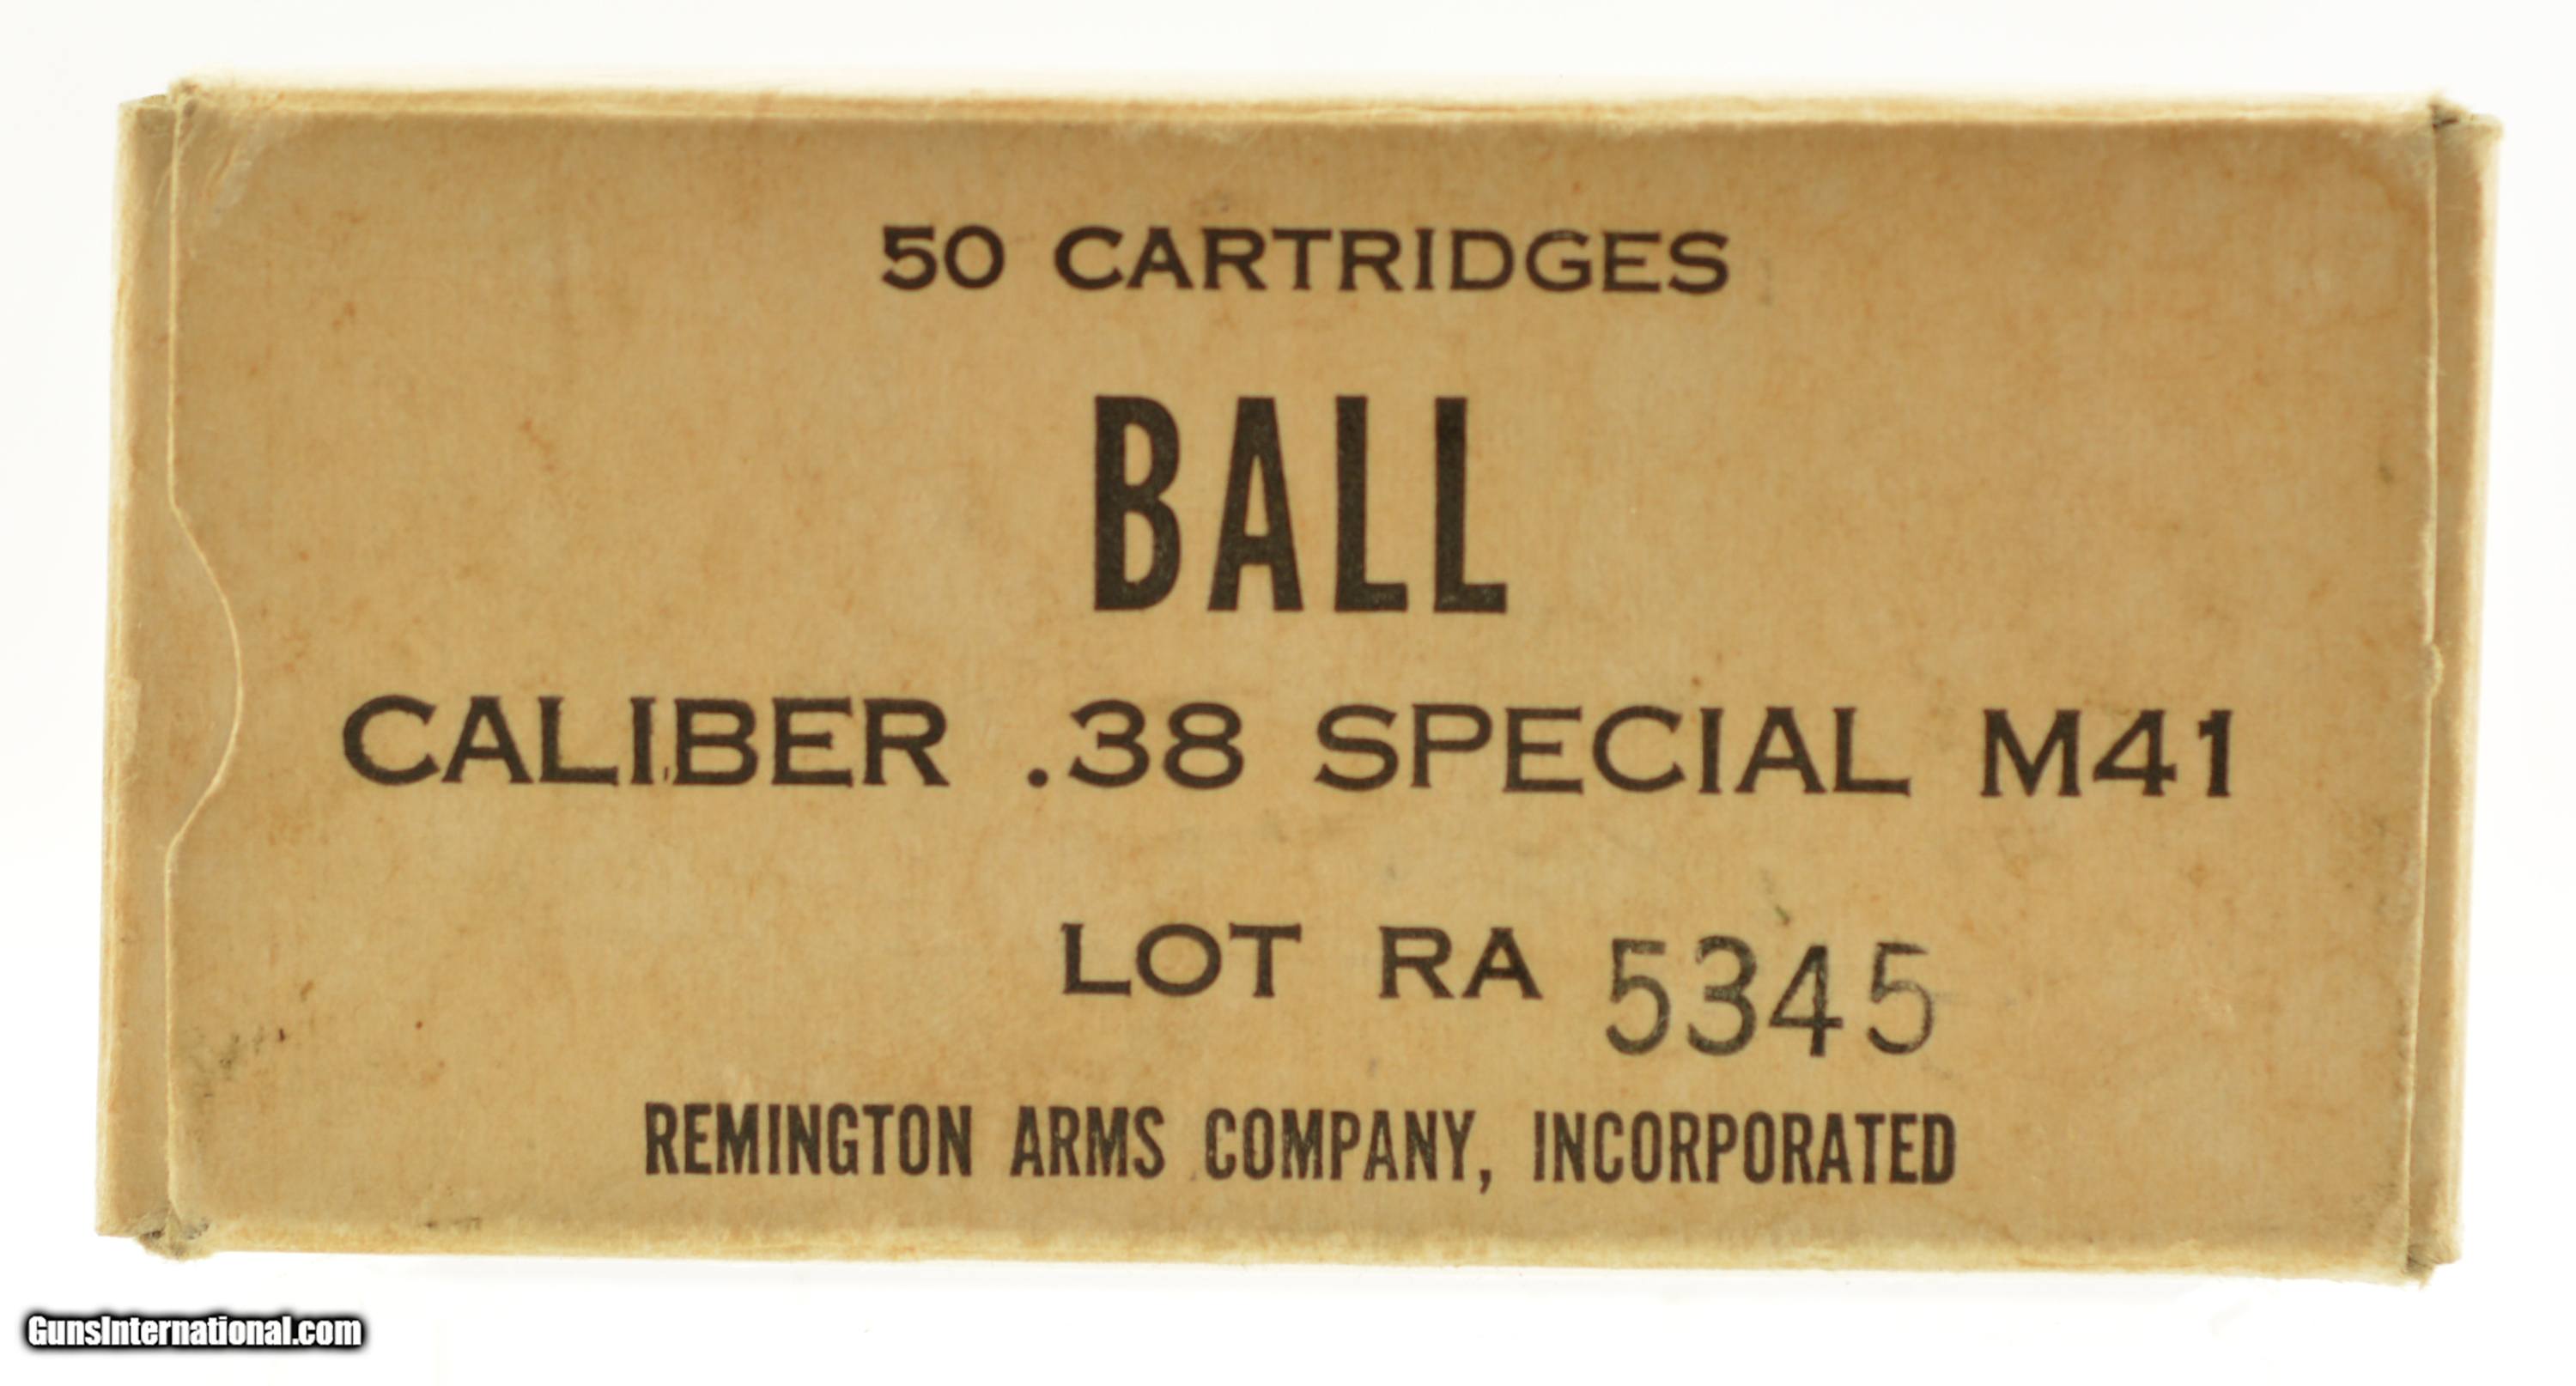 50 CARTRIDGES
BALL
CALIBER .38 SPECIAL M41
LOT RA 5345
REMINGTON ARMS COMPANY, INCORPORATED
GunsInternational.com